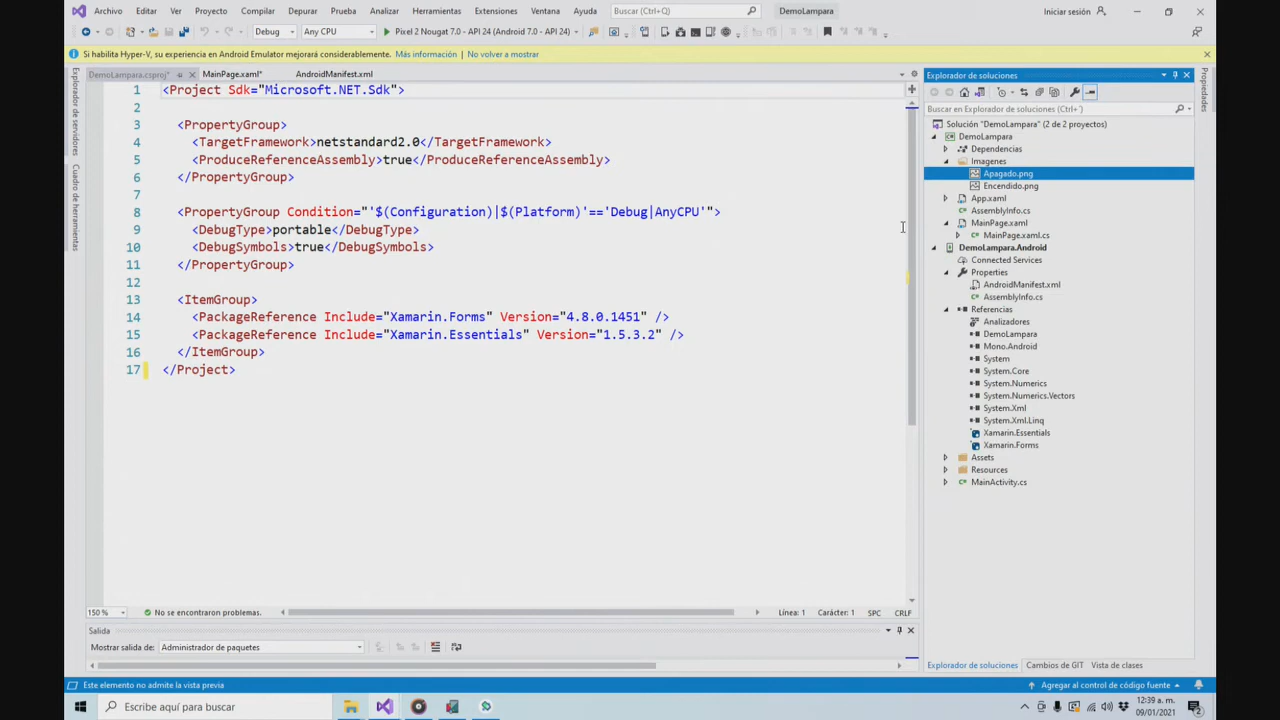 Archivo Editar Ver Proyecto Compilar Depurar Prueba Analizar Herramientas Extensiones Ventana Ayuda Buscar (Ctrl+Q) DemoLampara Iniciar sesión
Debug Any CPU Pixel 2 Nougat 7.0 - API 24 (Android 7.0 - API 24)
Si habilita Hyper-V, su experiencia en Android Emulator mejorará considerablemente. Más información No volver a mostrar
DemoLampara.csproj* MainPage.xaml* AndroidManifest.xml
Explorador de servidores
Cuadro de herramientas
1 <Project Sdk="Microsoft.NET.Sdk">
2
3 <PropertyGroup>
4 <TargetFramework>netstandard2.0</TargetFramework>
5 <ProduceReferenceAssembly>true</ProduceReferenceAssembly>
6 </PropertyGroup>
7
8 <PropertyGroup Condition="'$(Configuration)|$(Platform)'=='Debug|AnyCPU'">
9 <DebugType>portable</DebugType>
10 <DebugSymbols>true</DebugSymbols>
11 </PropertyGroup>
12
13 <ItemGroup>
14 <PackageReference Include="Xamarin.Forms" Version="4.8.0.1451" />
15 <PackageReference Include="Xamarin.Essentials" Version="1.5.3.2" />
16 </ItemGroup>
17 </Project>
150 % No se encontraron problemas. Línea: 1 Carácter: 1 SPC CRLF
Salida
Mostrar salida de: Administrador de paquetes
Explorador de soluciones
Buscar en Explorador de soluciones (Ctrl+´)
Solución "DemoLampara" (2 de 2 proyectos)
DemoLampara
Dependencias
Imagenes
Apagado.png
Encendido.png
App.xaml
AssemblyInfo.cs
MainPage.xaml
MainPage.xaml.cs
DemoLampara.Android
Connected Services
Properties
AndroidManifest.xml
AssemblyInfo.cs
Referencias
Analizadores
DemoLampara
Mono.Android
System
System.Core
System.Numerics
System.Numerics.Vectors
System.Xml
System.Xml.Linq
Xamarin.Essentials
Xamarin.Forms
Assets
Resources
MainActivity.cs
Explorador de soluciones Cambios de GIT Vista de clases
Propiedades
Este elemento no admite la vista previa Agregar al control de código fuente
Escribe aquí para buscar
12:39 a. m.
09/01/2021
2